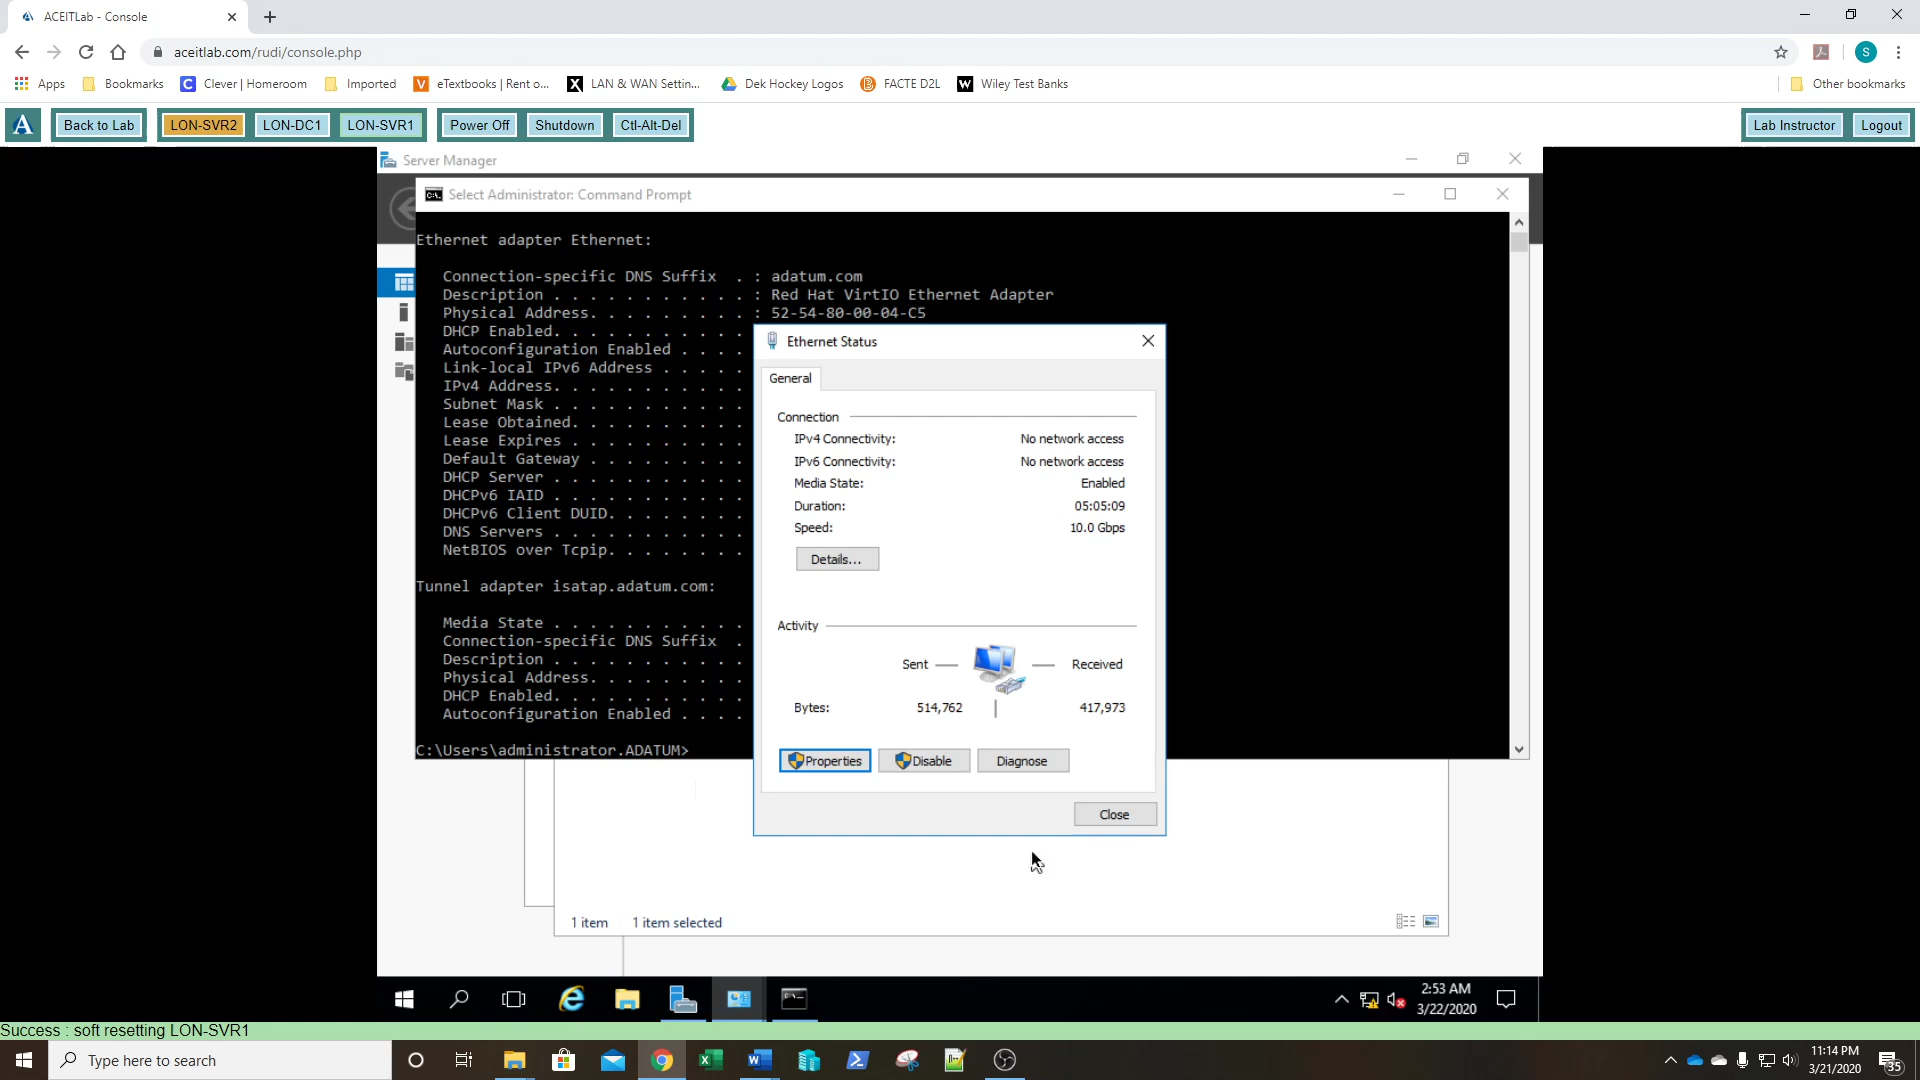 ACEITLab - Console
aceitlab.com/rudi/console.php
S
Apps Bookmarks Clever | Homeroom Imported eTextbooks | Rent o... LAN & WAN Settin... Dek Hockey Logos FACTE D2L Wiley Test Banks Other bookmarks
A Back to Lab LON-SVR2 LON-DC1 LON-SVR1 Power Off Shutdown Ctl-Alt-Del Lab Instructor Logout
Server Manager
Select Administrator: Command Prompt
Ethernet adapter Ethernet:
Connection-specific DNS Suffix . : adatum.com
Description . . . . . . . . . . . : Red Hat VirtIO Ethernet Adapter
Physical Address. . . . . . . . . : 52-54-80-00-04-C5
DHCP Enabled. . . . . . . . . . .
Autoconfiguration Enabled . . . .
Link-local IPv6 Address . . . . .
IPv4 Address. . . . . . . . . . .
Subnet Mask . . . . . . . . . . .
Lease Obtained. . . . . . . . . .
Lease Expires . . . . . . . . . .
Default Gateway . . . . . . . . .
DHCP Server . . . . . . . . . . .
DHCPv6 IAID . . . . . . . . . . .
DHCPv6 Client DUID. . . . . . . .
DNS Servers . . . . . . . . . . .
NetBIOS over Tcpip. . . . . . . .
Tunnel adapter isatap.adatum.com:
Media State . . . . . . . . . . .
Connection-specific DNS Suffix .
Description . . . . . . . . . . .
Physical Address. . . . . . . . .
DHCP Enabled. . . . . . . . . . .
Autoconfiguration Enabled . . . .
C:\Users\administrator.ADATUM>
Ethernet Status
General
Connection
IPv4 Connectivity: No network access
IPv6 Connectivity: No network access
Media State: Enabled
Duration: 05:05:09
Speed: 10.0 Gbps
Details...
Activity
Sent Received
Bytes: 514,762 417,973
Properties Disable Diagnose
Close
1 item 1 item selected
2:53 AM
3/22/2020
Success : soft resetting LON-SVR1
Type here to search
11:14 PM
3/21/2020
35